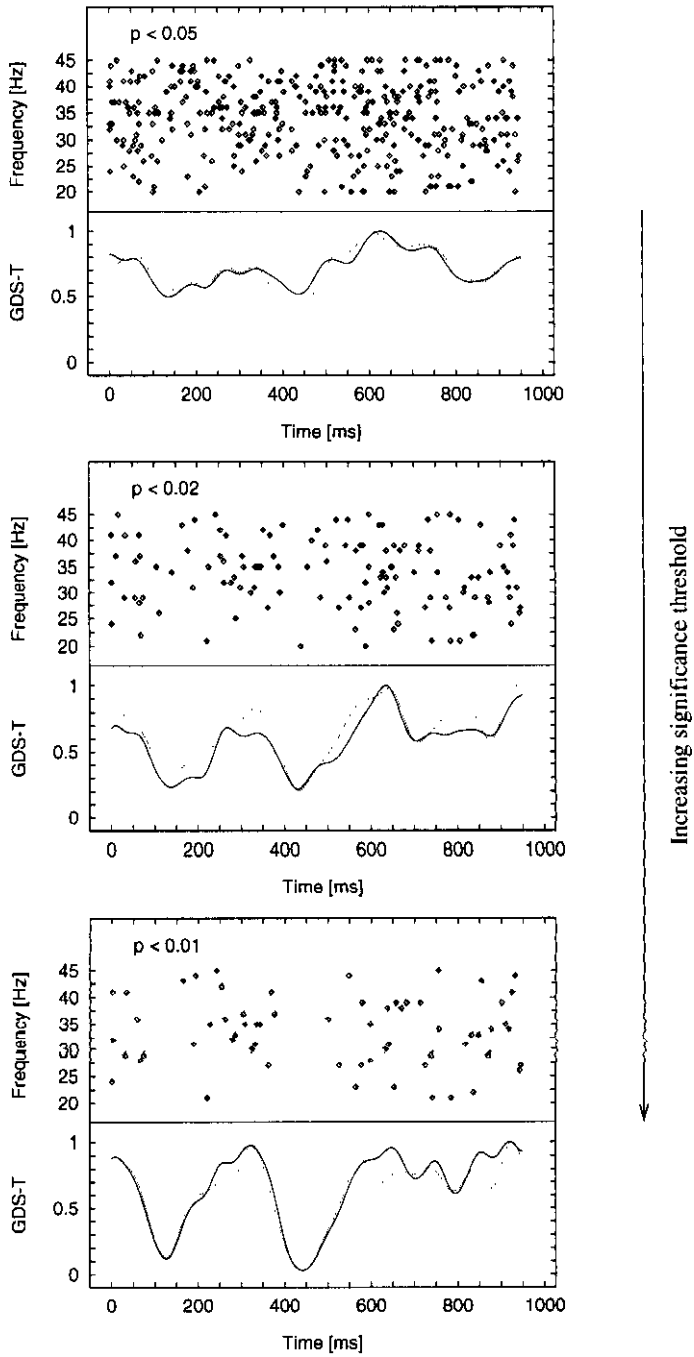 p < 0.05
Frequency [Hz]
45
40
35
30
25
20
GDS-T
1
0.5
0
0 200 400 600 800 1000
Time [ms]
p < 0.02
Frequency [Hz]
45
40
35
30
25
20
GDS-T
1
0.5
0
0 200 400 600 800 1000
Time [ms]
p < 0.01
Frequency [Hz]
45
40
35
30
25
20
GDS-T
1
0.5
0
0 200 400 600 800 1000
Time [ms]
Increasing significance threshold